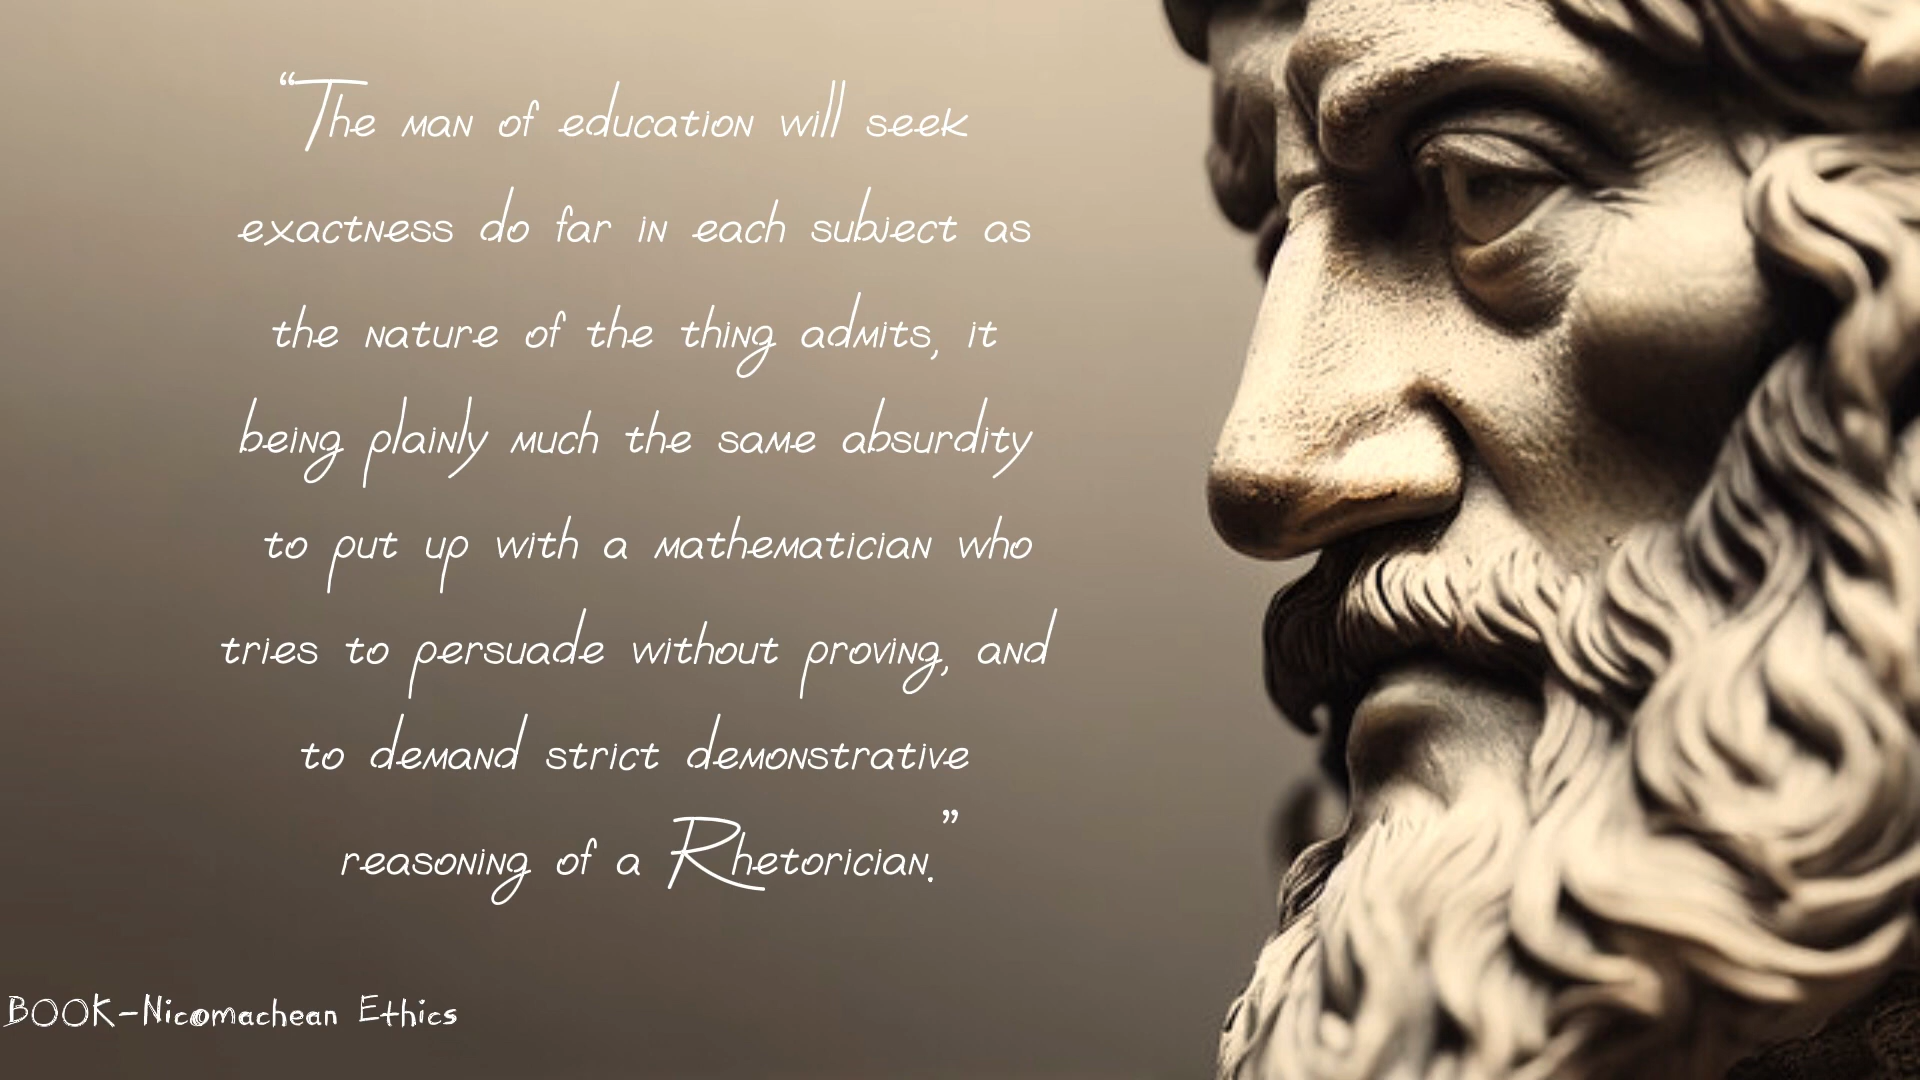 “The man of education will seek
exactness do far in each subject as
the nature of the thing admits, it
being plainly much the same absurdity
to put up with a mathematician who
tries to persuade without proving, and
to demand strict demonstrative
reasoning of a Rhetorician.”
BOOK-Nicomachean Ethics